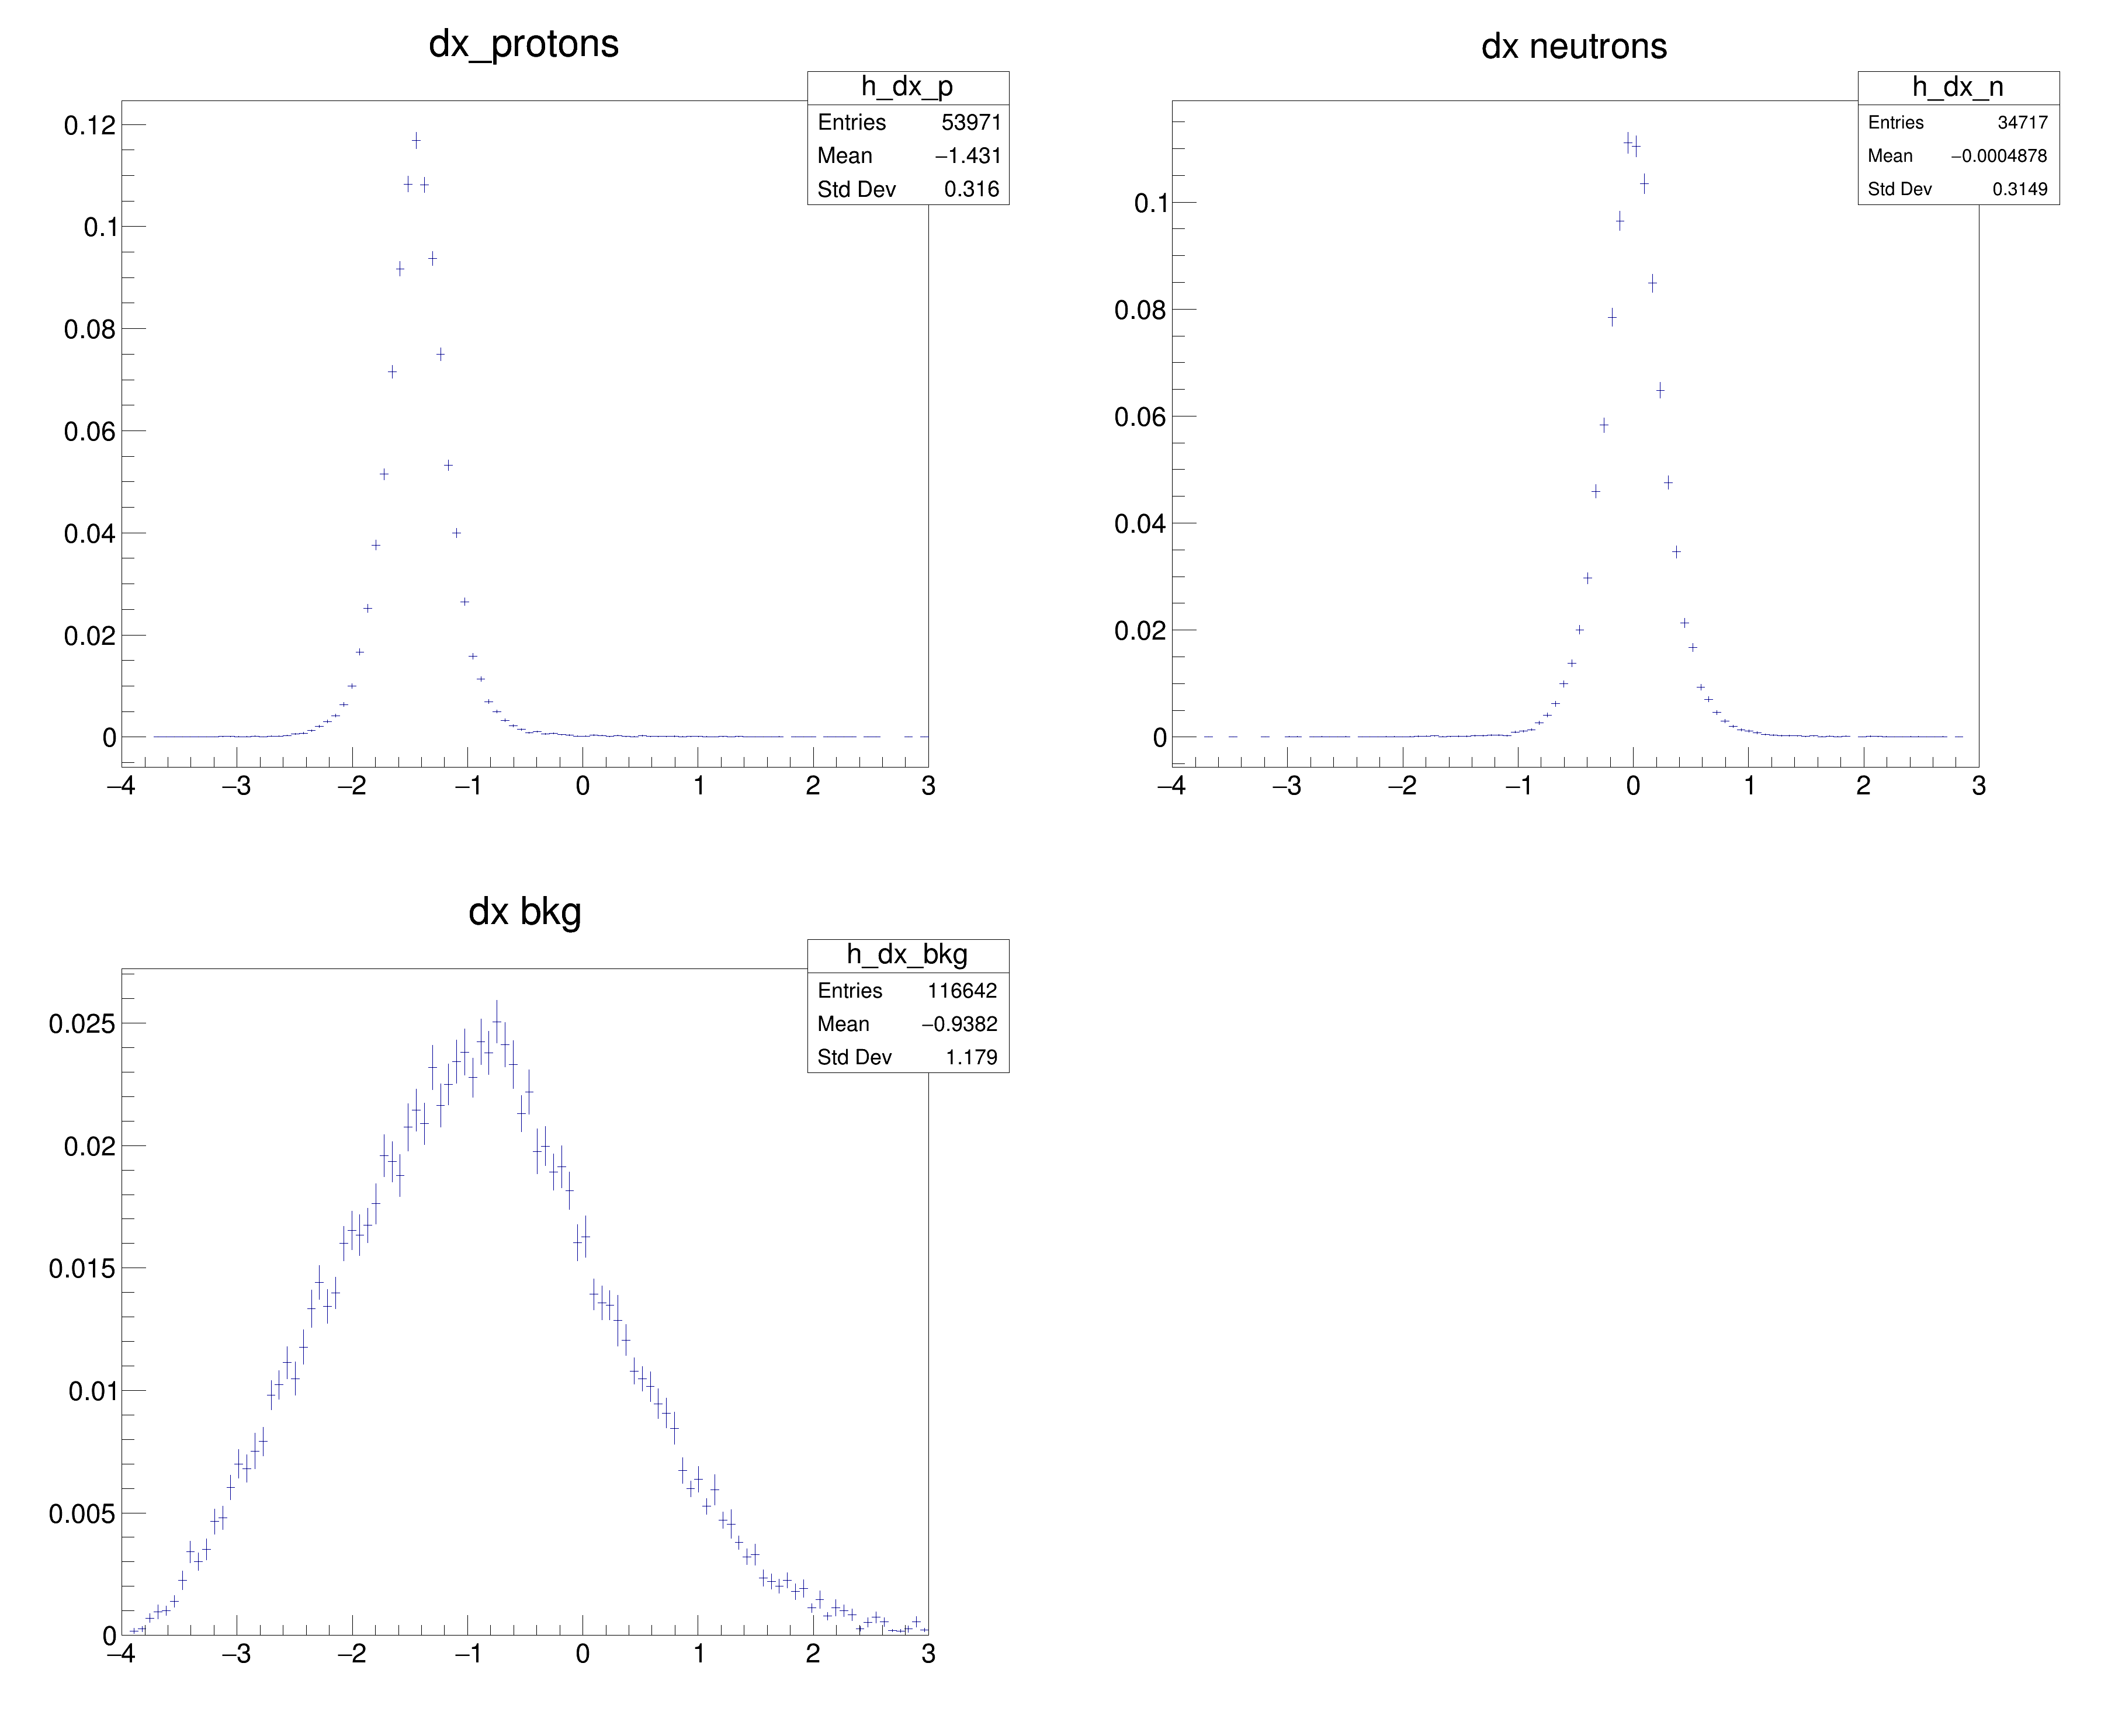 dx_protons
h_dx_p
Entries 53971
Mean −1.431
Std Dev 0.316
0.12
0.1
0.08
0.06
0.04
0.02
0
−4 −3 −2 −1 0 1 2 3
dx neutrons
h_dx_n
Entries 34717
Mean −0.0004878
Std Dev 0.3149
0.1
0.08
0.06
0.04
0.02
0
−4 −3 −2 −1 0 1 2 3
dx bkg
h_dx_bkg
Entries 116642
Mean −0.9382
Std Dev 1.179
0.025
0.02
0.015
0.01
0.005
0
−4 −3 −2 −1 0 1 2 3